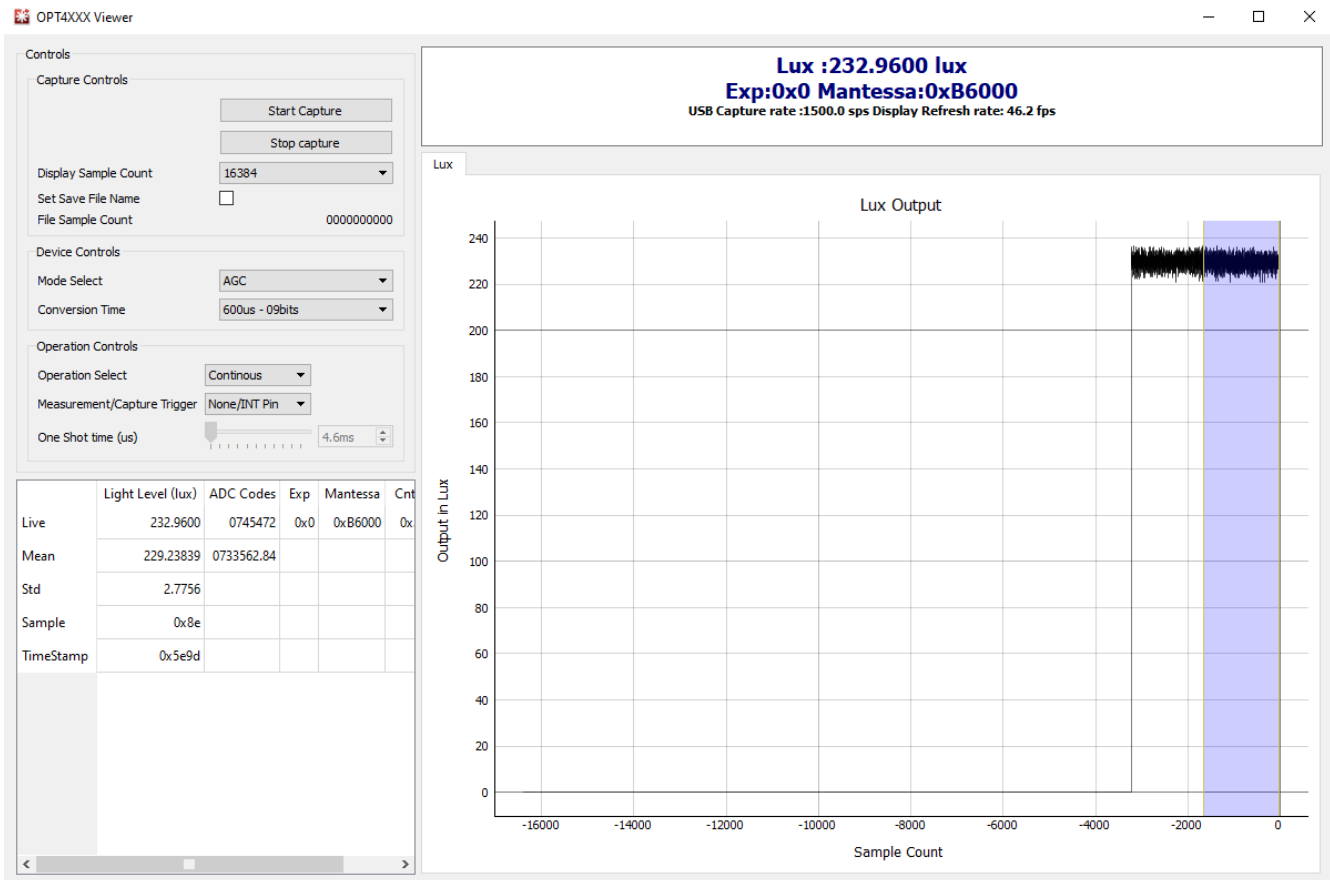 OPT4XXX Viewer
Controls
Capture Controls
Start Capture
Stop capture
Display Sample Count 16384
Set Save File Name
File Sample Count 0000000000
Device Controls
Mode Select AGC
Conversion Time 600us - 09bits
Operation Controls
Operation Select Continous
Measurement/Capture Trigger None/INT Pin
One Shot time (us) 4.6ms
Light Level (lux) ADC Codes Exp Mantessa Cnt
Live 232.9600 0745472 0x0 0xB6000 0x
Mean 229.23839 0733562.84
Std 2.7756
Sample 0x8e
TimeStamp 0x5e9d
Lux :232.9600 lux
Exp:0x0 Mantessa:0xB6000
USB Capture rate :1500.0 sps Display Refresh rate: 46.2 fps
Lux
Lux Output
Output in Lux
240
220
200
180
160
140
120
100
80
60
40
20
0
-16000 -14000 -12000 -10000 -8000 -6000 -4000 -2000 0
Sample Count